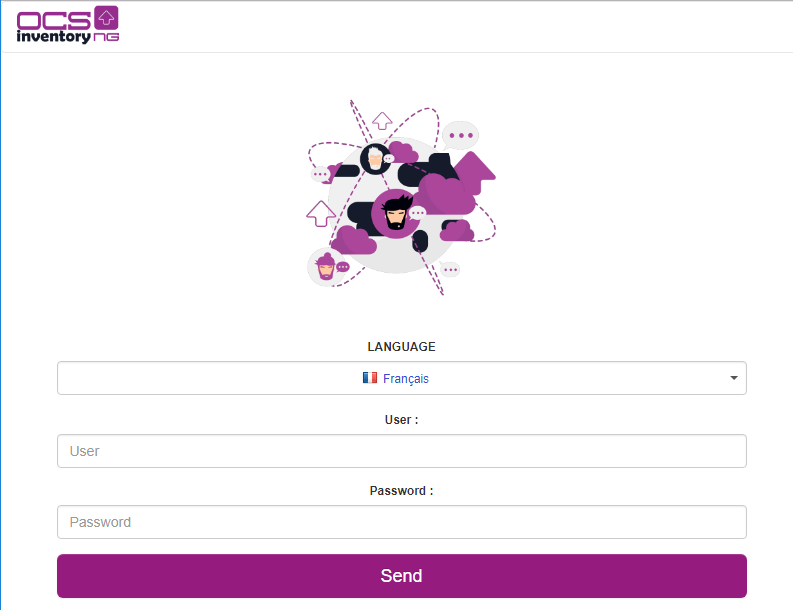 OCS
inventory NG
LANGUAGE
Français
User :
User
Password :
Password
Send